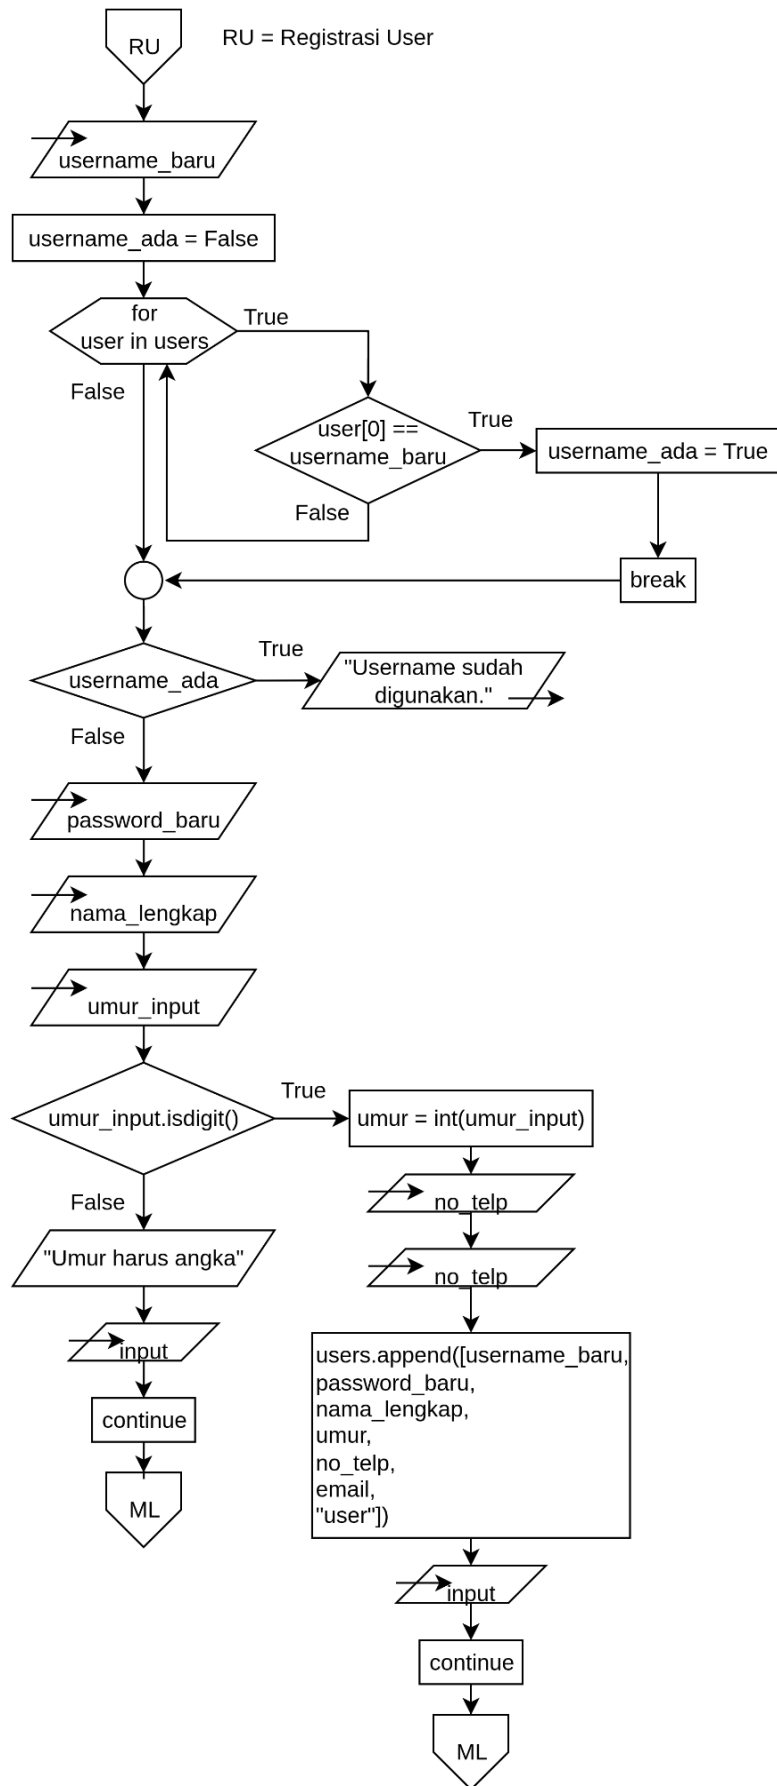 RU
RU = Registrasi User
username_baru
username_ada = False
for
user in users
True
False
user[0] ==
username_baru
True
username_ada = True
False
break
username_ada
True
"Username sudah
digunakan."
False
password_baru
nama_lengkap
umur_input
umur_input.isdigit()
True
umur = int(umur_input)
False
no_telp
"Umur harus angka"
no_telp
input
users.append([username_baru,
password_baru,
nama_lengkap,
umur,
no_telp,
email,
"user"])
continue
ML
input
continue
ML